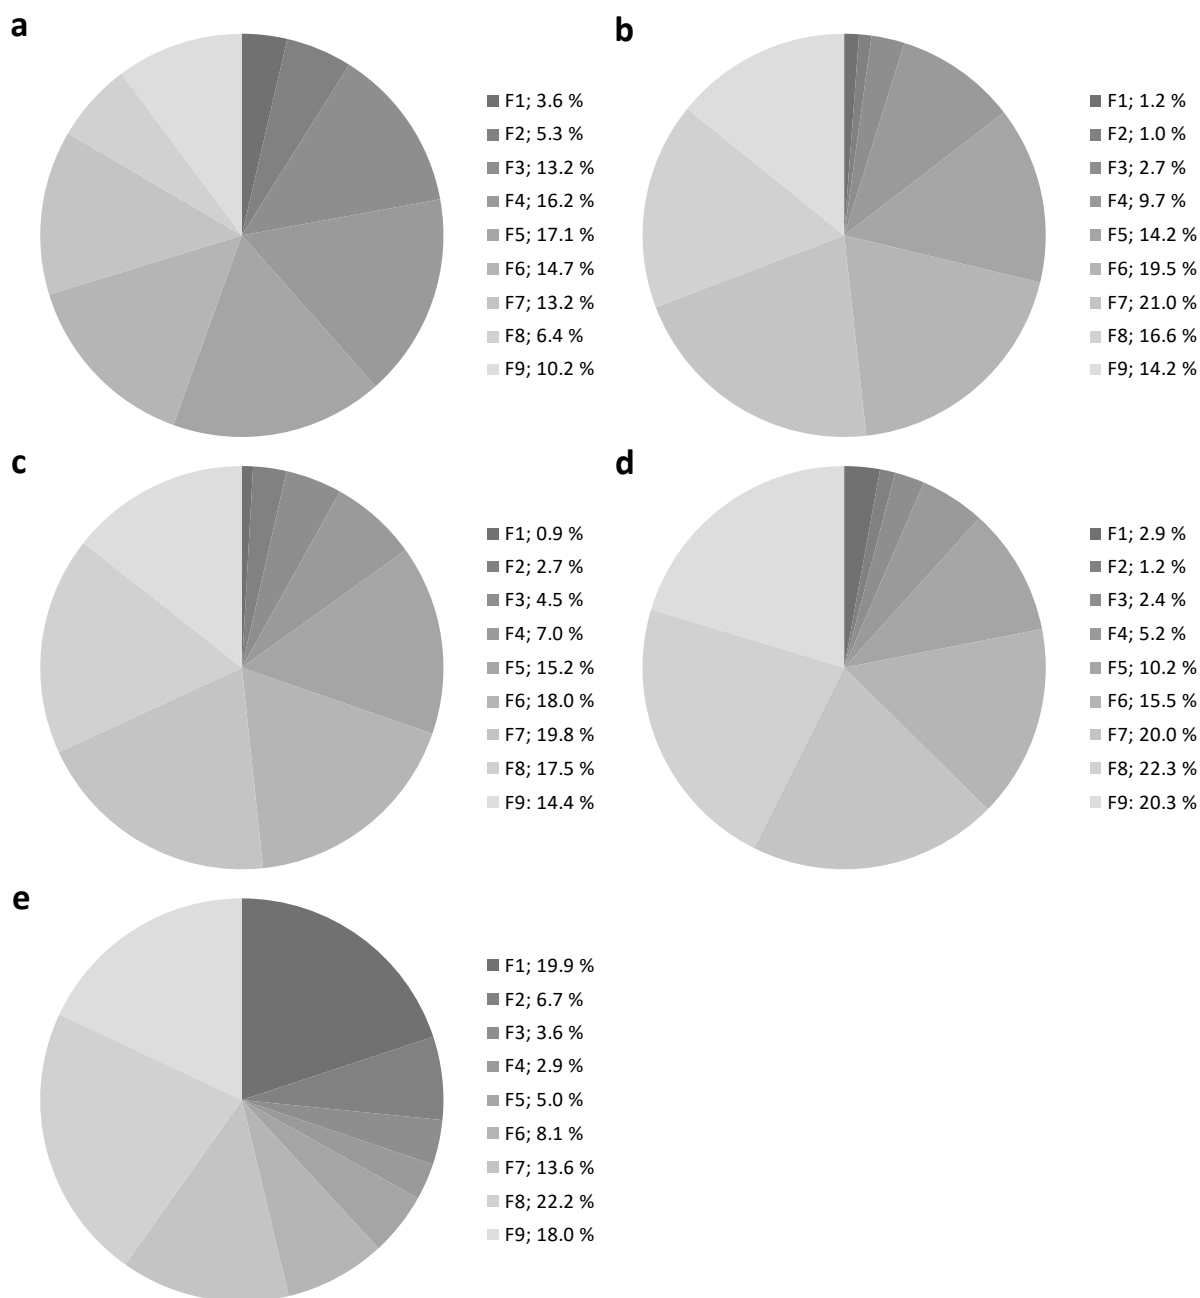 a
F1; 3.6 %
F2; 5.3 %
F3; 13.2 %
F4; 16.2 %
F5; 17.1 %
F6; 14.7 %
F7; 13.2 %
F8; 6.4 %
F9; 10.2 %
b
F1; 1.2 %
F2; 1.0 %
F3; 2.7 %
F4; 9.7 %
F5; 14.2 %
F6; 19.5 %
F7; 21.0 %
F8; 16.6 %
F9; 14.2 %
c
F1; 0.9 %
F2; 2.7 %
F3; 4.5 %
F4; 7.0 %
F5; 15.2 %
F6; 18.0 %
F7; 19.8 %
F8; 17.5 %
F9: 14.4 %
d
F1; 2.9 %
F2; 1.2 %
F3; 2.4 %
F4; 5.2 %
F5; 10.2 %
F6; 15.5 %
F7; 20.0 %
F8; 22.3 %
F9: 20.3 %
e
F1; 19.9 %
F2; 6.7 %
F3; 3.6 %
F4; 2.9 %
F5; 5.0 %
F6; 8.1 %
F7; 13.6 %
F8; 22.2 %
F9; 18.0 %